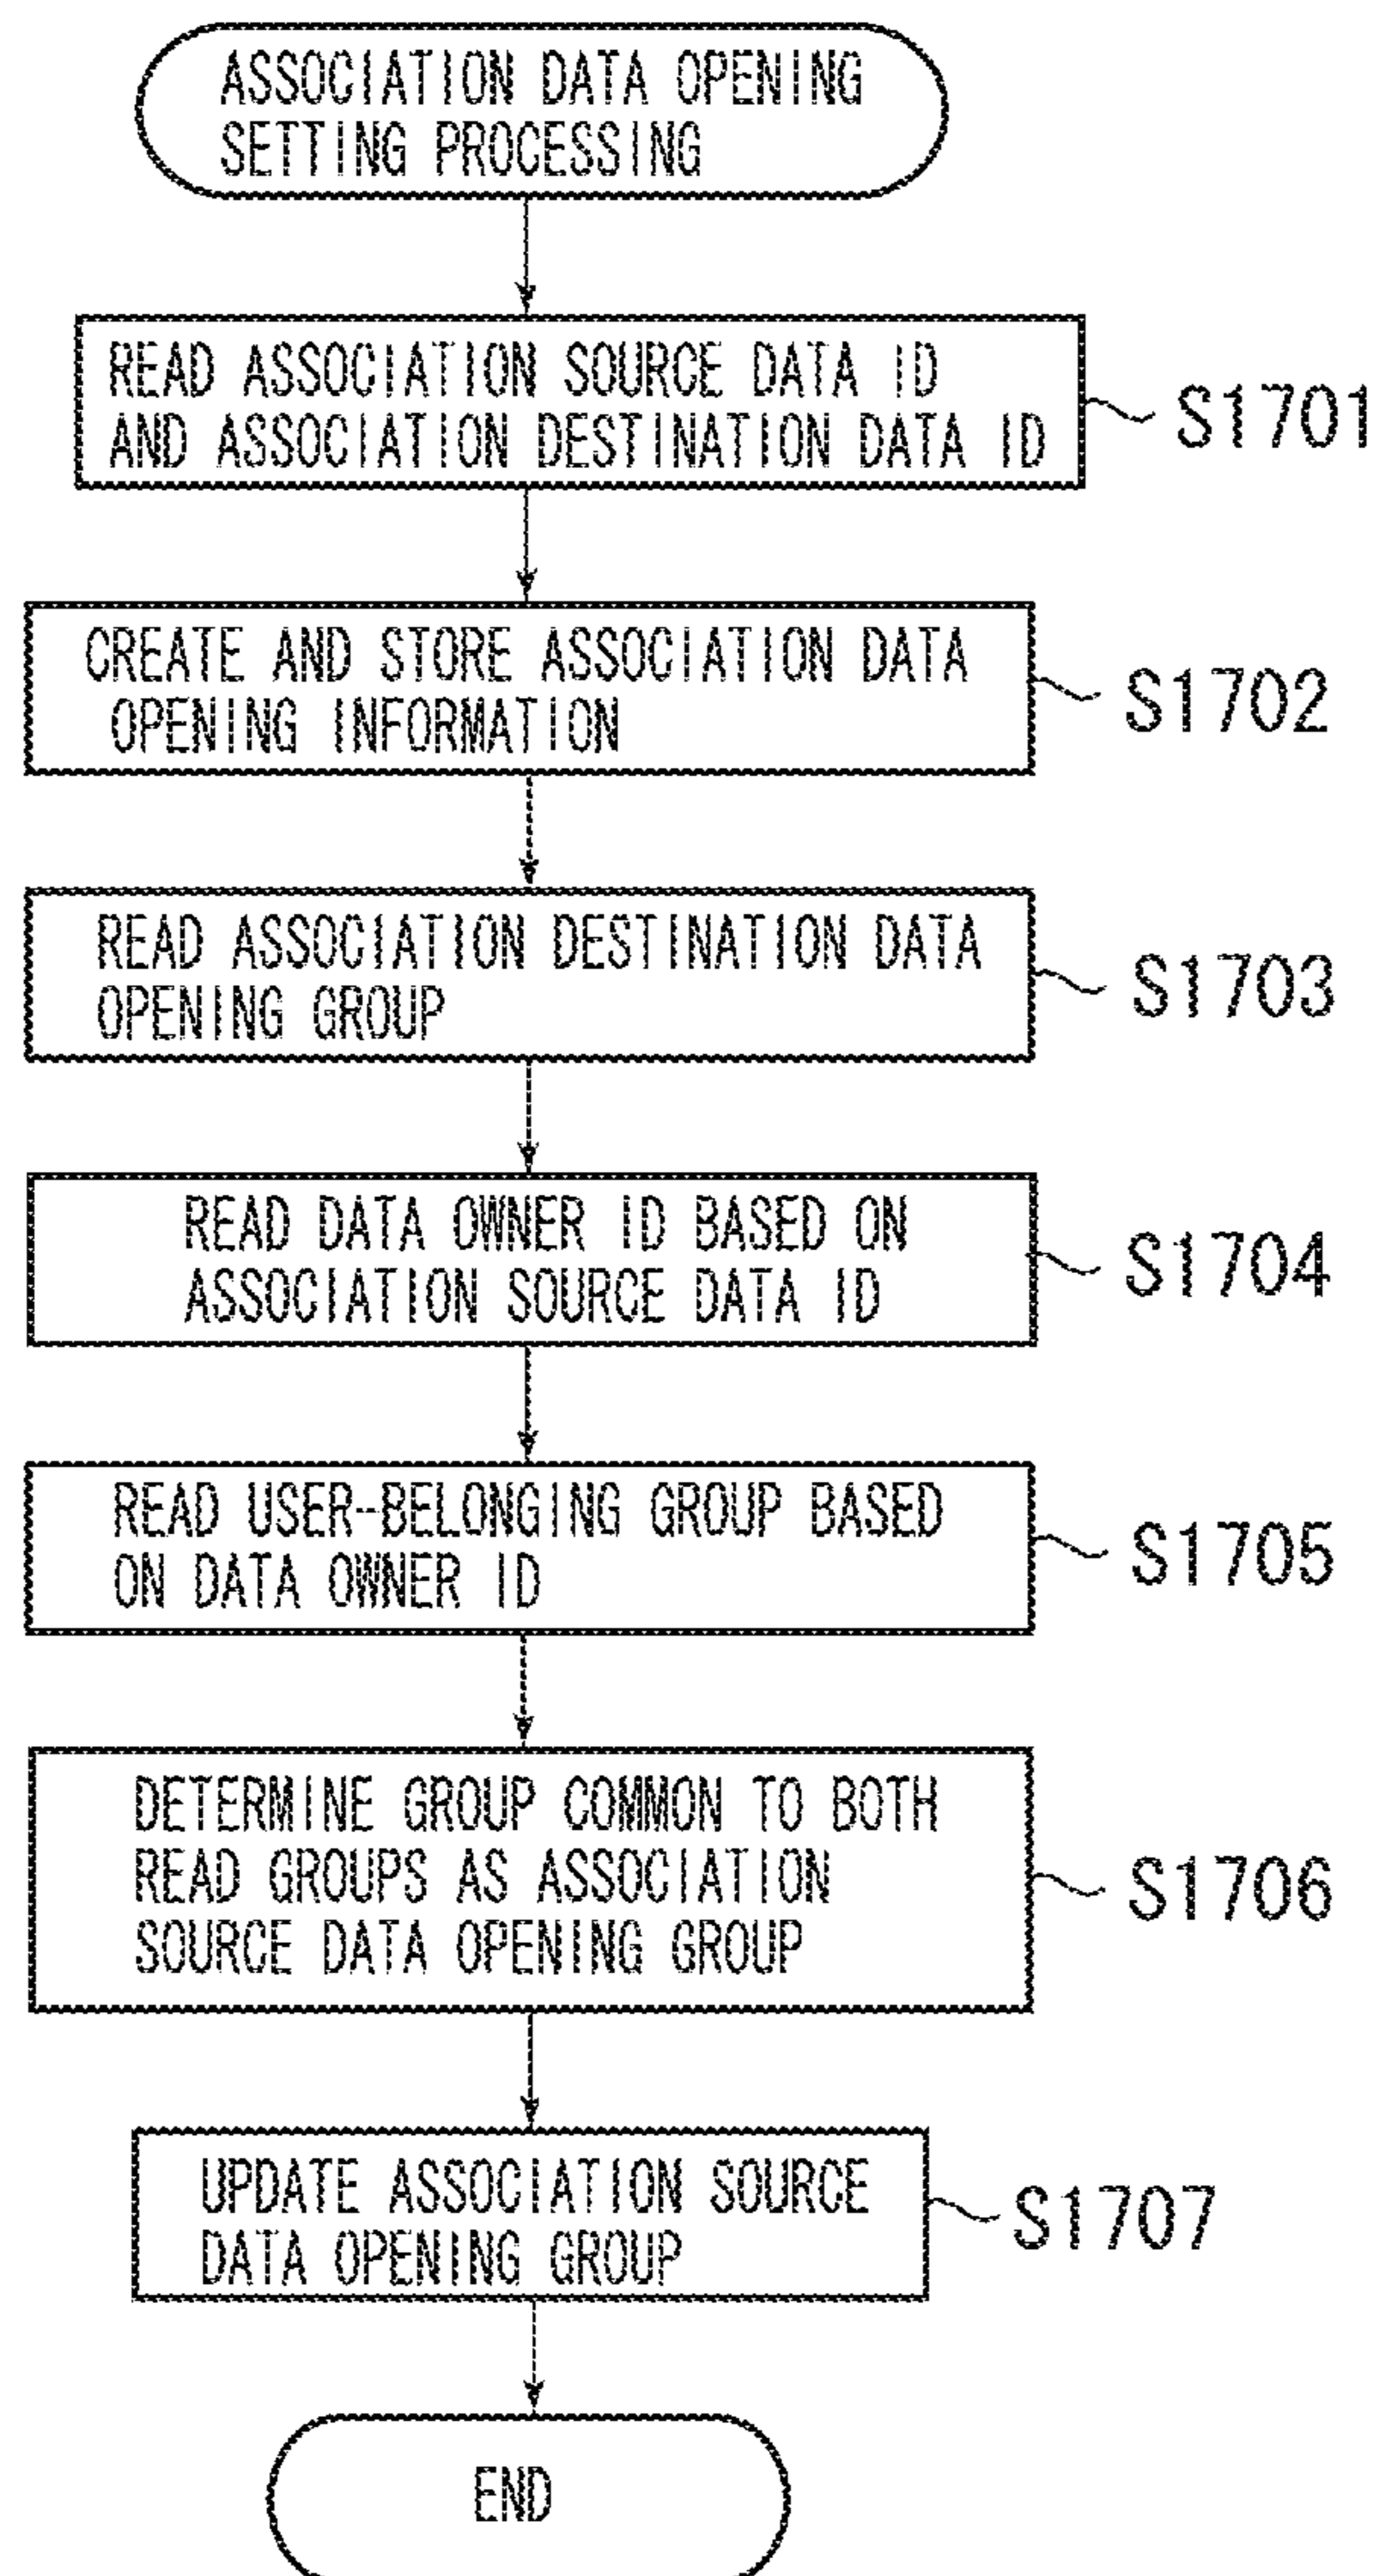 ASSOCIATION DATA OPENING
SETTING PROCESSING
READ ASSOCIATION SOURCE DATA ID
AND ASSOCIATION DESTINATION DATA ID
S1701
CREATE AND STORE ASSOCIATION DATA
OPENING INFORMATION
S1702
READ ASSOCIATION DESTINATION DATA
OPENING GROUP
S1703
READ DATA OWNER ID BASED ON
ASSOCIATION SOURCE DATA ID
S1704
READ USER-BELONGING GROUP BASED
ON DATA OWNER ID
S1705
DETERMINE GROUP COMMON TO BOTH
READ GROUPS AS ASSOCIATION
SOURCE DATA OPENING GROUP
S1706
UPDATE ASSOCIATION SOURCE
DATA OPENING GROUP
S1707
END